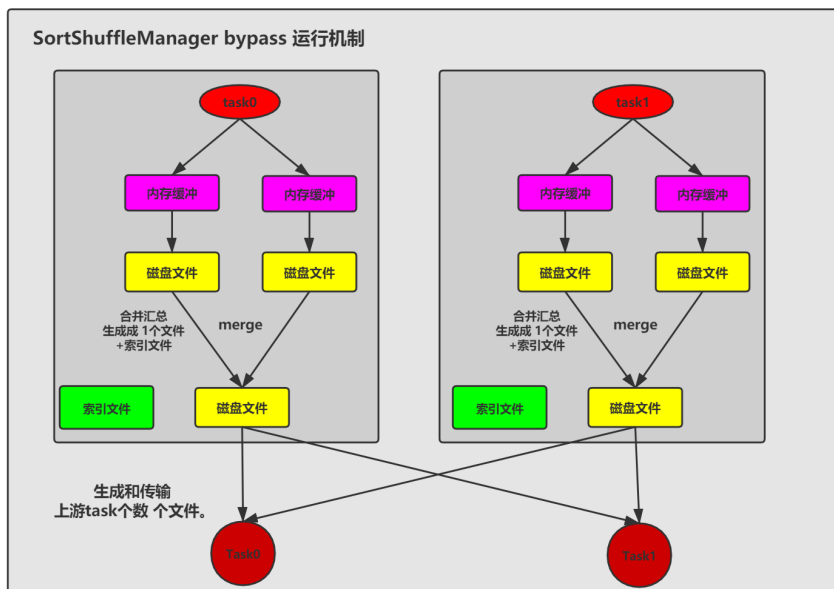 SortShuffleManager bypass 运行机制
task0
task1
内存缓冲
内存缓冲
内存缓冲
内存缓冲
磁盘文件
磁盘文件
磁盘文件
磁盘文件
合并汇总
生成成 1个文件
+索引文件
merge
合并汇总
生成成 1个文件
+索引文件
merge
索引文件
磁盘文件
索引文件
磁盘文件
生成和传输
上游task个数 个文件。
Task0
Task1